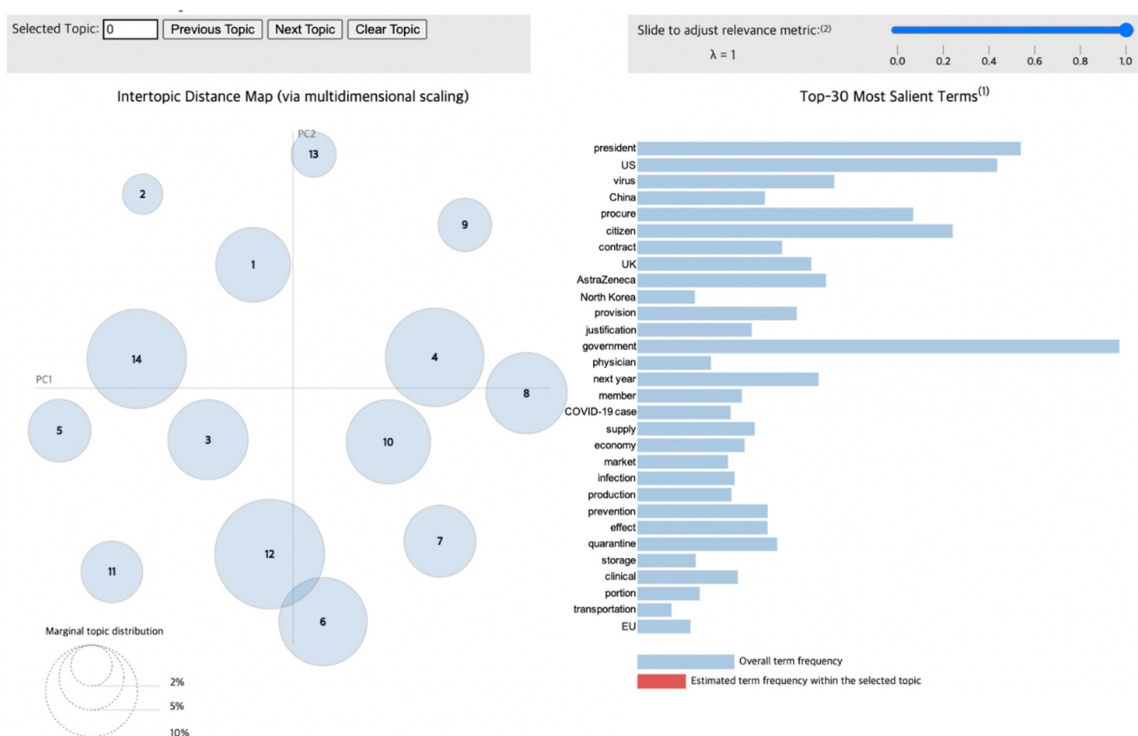 Selected Topic: 0 Previous Topic Next Topic Clear Topic
Slide to adjust relevance metric:(2)
λ = 1
0.0 0.2 0.4 0.6 0.8 1.0
Intertopic Distance Map (via multidimensional scaling)
PC2
13
2
9
1
14
4
PC1
8
5
3
10
12
7
11
6
Marginal topic distribution
2%
5%
10%
Top-30 Most Salient Terms(1)
president
US
virus
China
procure
citizen
contract
UK
AstraZeneca
North Korea
provision
justification
government
physician
next year
member
COVID-19 case
supply
economy
market
infection
production
prevention
effect
quarantine
storage
clinical
portion
transportation
EU
Overall term frequency
Estimated term frequency within the selected topic